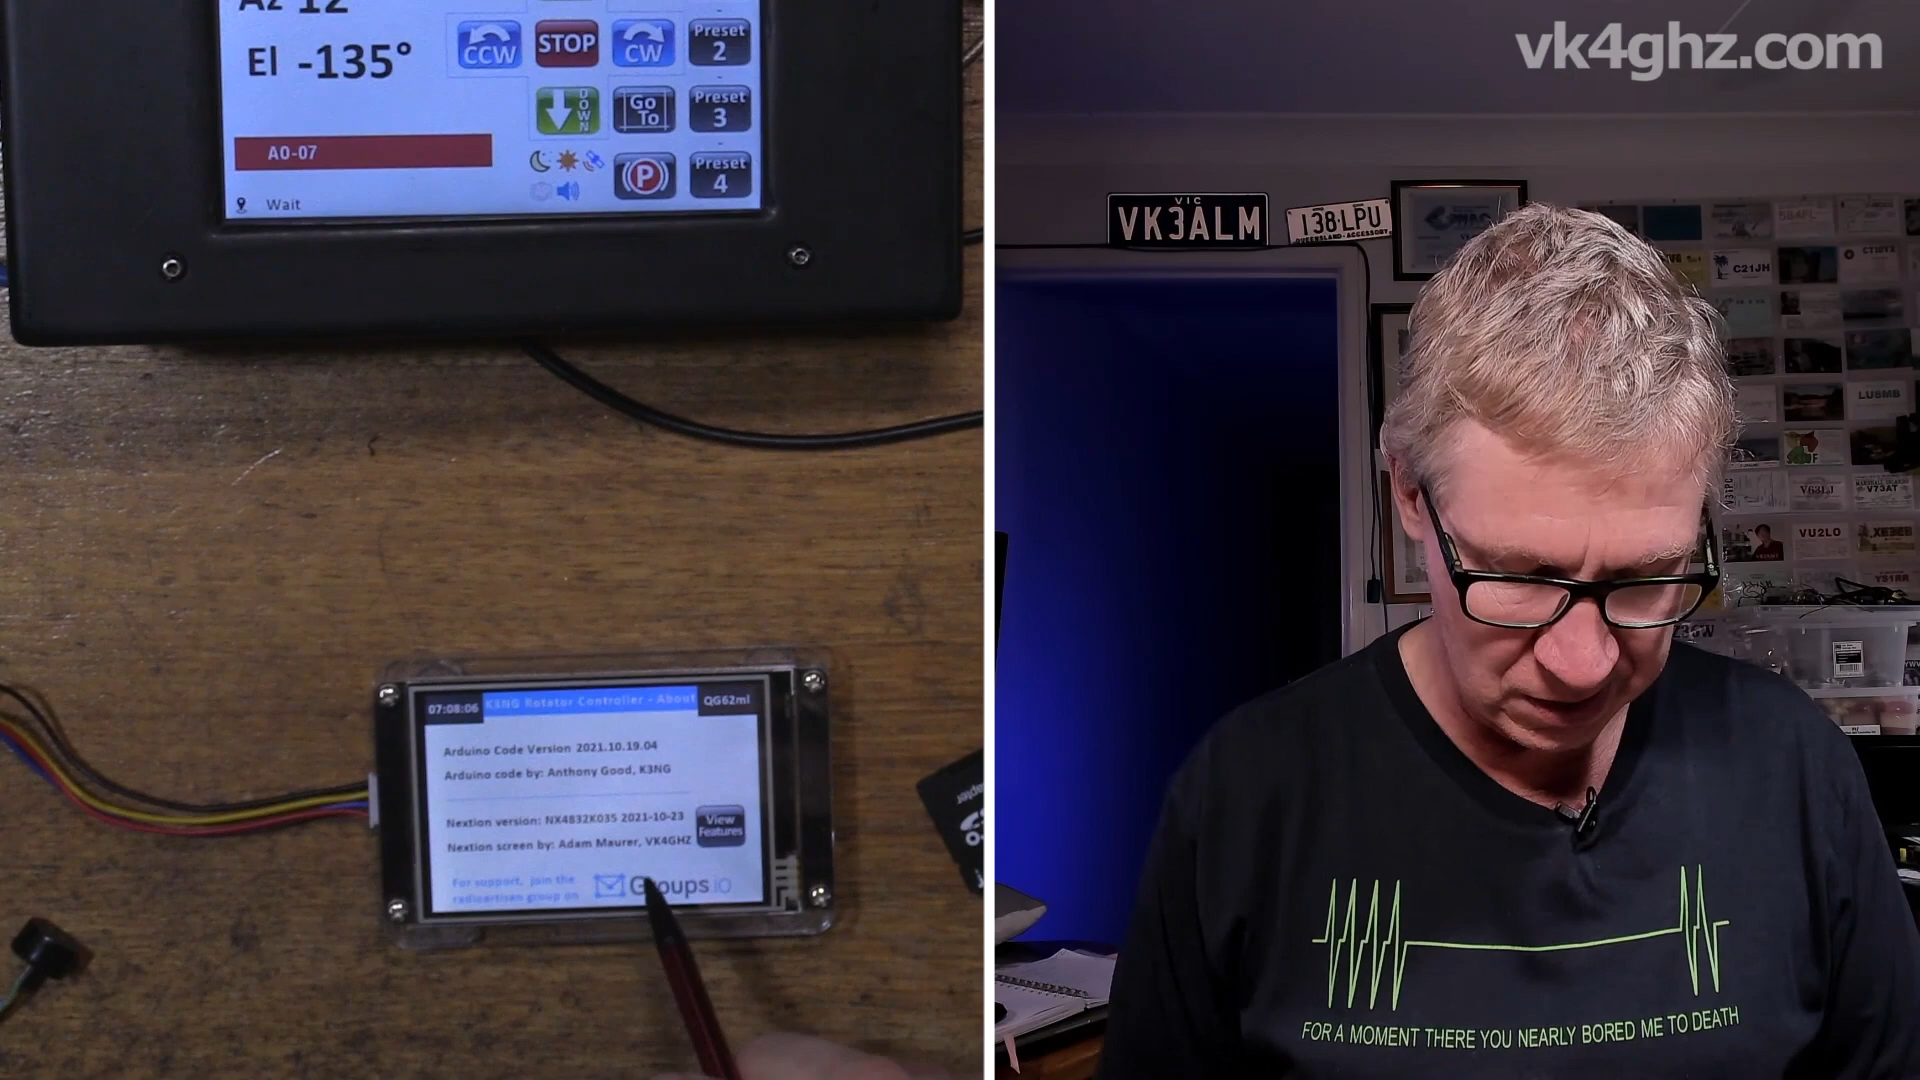 Az 12
El -135°
CCW
STOP
CW
Preset
2
DOWN
Go
To
Preset
3
A0-07
P
Preset
4
Wait
07:08:06
K3NG Rotator Controller - About
QG62ml
Arduino Code Version 2021.10.19.04
Arduino code by: Anthony Good, K3NG
Nextion version: NX4832K035 2021-10-23
View
Features
Nextion screen by: Adam Maurer, VK4GHZ
For support, join the
radioartisan group on
Groups.io
vk4ghz.com
VIC
VK3ALM
138·LPU
QUEENSLAND-ACCESSORY
C21JH
LU8MB
V63LJ
V73AT
VU2LO
FOR A MOMENT THERE YOU NEARLY BORED ME TO DEATH